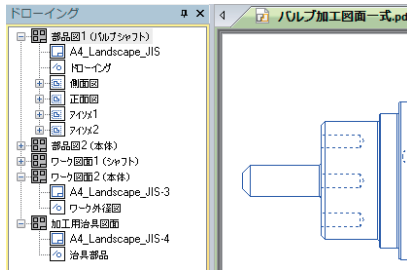 ドローイング
バルブ加工図面一式.pd
部品図1(バルブシャフト)
A4_Landscape_JIS
ドローイング
側面図
正面図
アイソメ1
アイソメ2
部品図2(本体)
ワーク図面1(シャフト)
ワーク図面2(本体)
A4_Landscape_JIS-3
ワーク外径図
加工用治具図面
A4_Landscape_JIS-4
治具部品